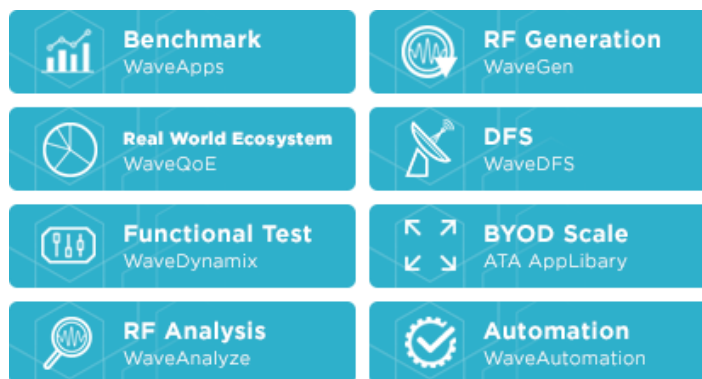 Benchmark
WaveApps
RF Generation
WaveGen
Real World Ecosystem
WaveQoE
DFS
WaveDFS
Functional Test
WaveDynamix
BYOD Scale
ATA AppLibary
RF Analysis
WaveAnalyze
Automation
WaveAutomation